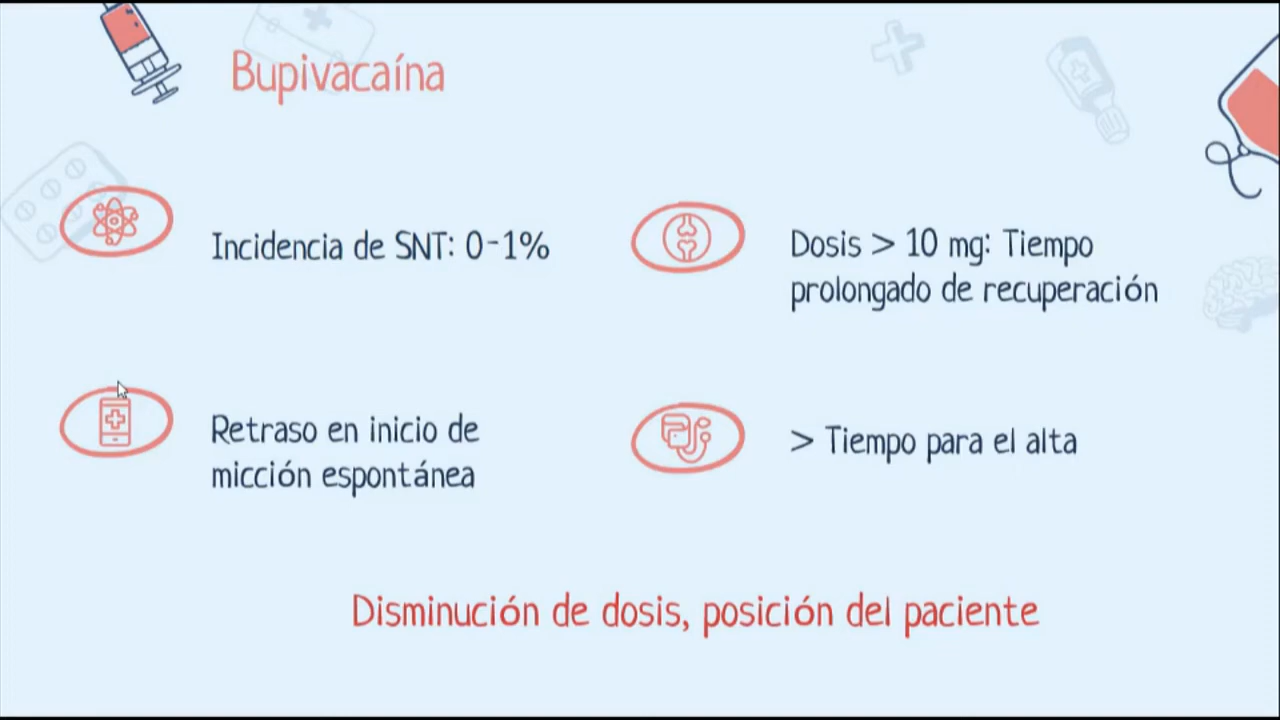 Bupivacaína
Incidencia de SNT: 0-1%
Dosis > 10 mg: Tiempo
prolongado de recuperación
Retraso en inicio de
micción espontánea
> Tiempo para el alta
Disminución de dosis, posición del paciente